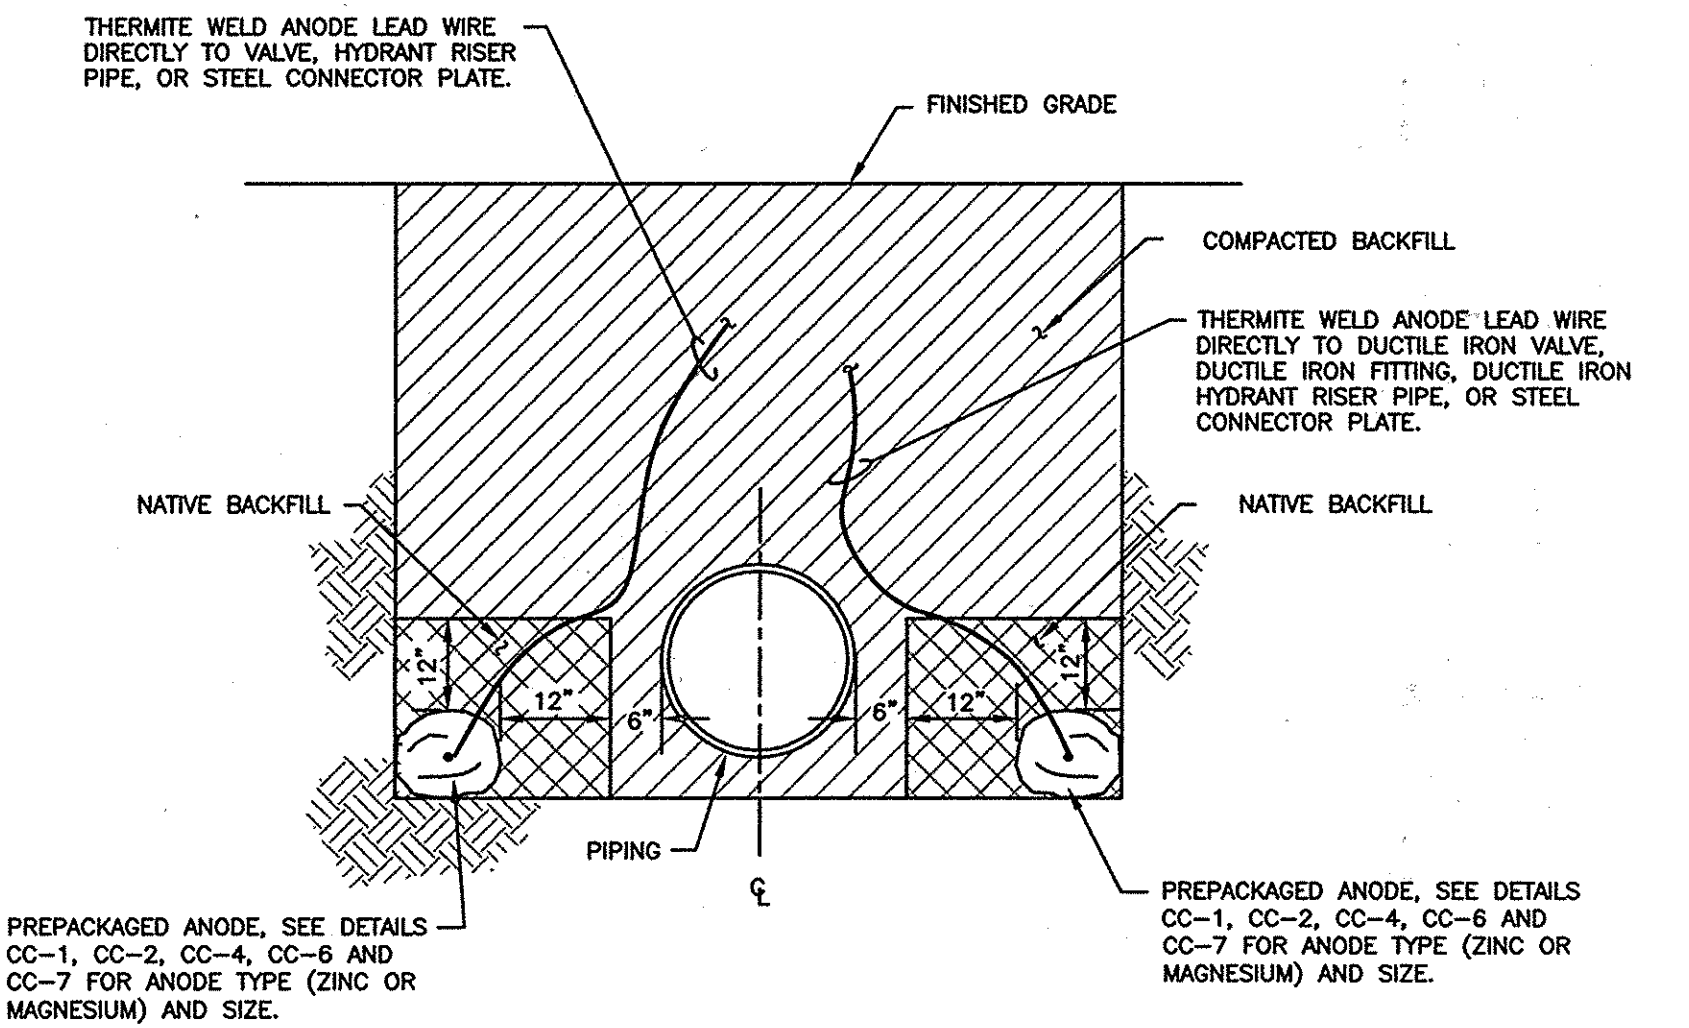 THERMITE WELD ANODE LEAD WIRE
DIRECTLY TO VALVE, HYDRANT RISER
PIPE, OR STEEL CONNECTOR PLATE.
FINISHED GRADE
COMPACTED BACKFILL
THERMITE WELD ANODE LEAD WIRE
DIRECTLY TO DUCTILE IRON VALVE,
DUCTILE IRON FITTING, DUCTILE IRON
HYDRANT RISER PIPE, OR STEEL
CONNECTOR PLATE.
NATIVE BACKFILL
NATIVE BACKFILL
12"
12"
12"
6"
6"
12"
PIPING
℄
PREPACKAGED ANODE, SEE DETAILS
CC-1, CC-2, CC-4, CC-6 AND
CC-7 FOR ANODE TYPE (ZINC OR
MAGNESIUM) AND SIZE.
PREPACKAGED ANODE, SEE DETAILS
CC-1, CC-2, CC-4, CC-6 AND
CC-7 FOR ANODE TYPE (ZINC OR
MAGNESIUM) AND SIZE.